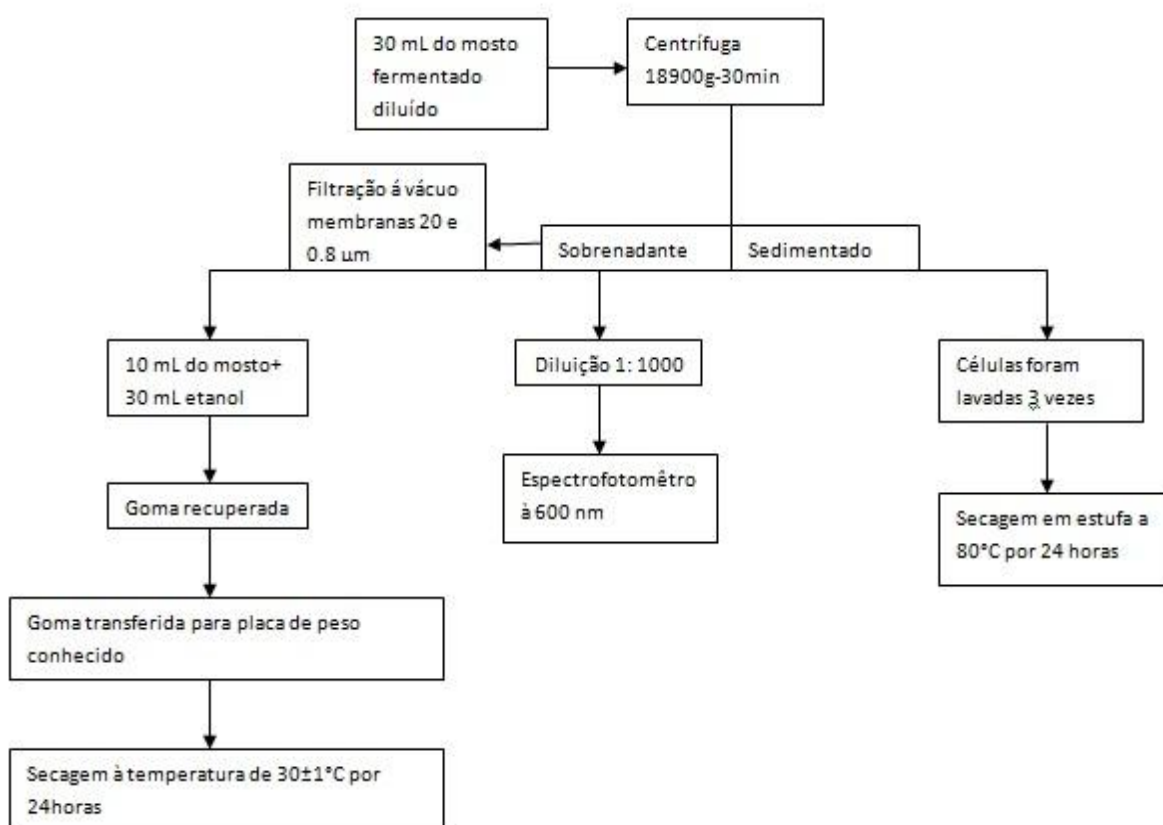 30 mL do mosto
fermentado
diluído
Centrífuga
18900g-30min
Filtração á vácuo
membranas 20 e
0.8 µm
Sobrenadante
Sedimentado
10 mL do mosto+
30 mL etanol
Diluição 1: 1000
Células foram
lavadas 3 vezes
Goma recuperada
Espectrofotomêtro
à 600 nm
Secagem em estufa a
80°C por 24 horas
Goma transferida para placa de peso
conhecido
Secagem à temperatura de 30±1°C por
24horas